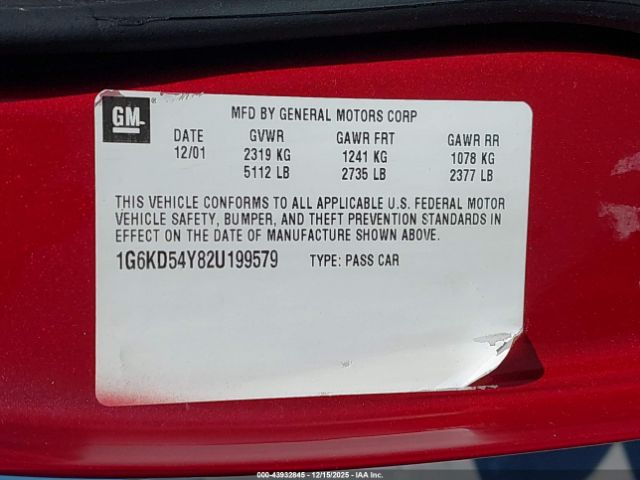 GM
MFD BY GENERAL MOTORS CORP
DATE GVWR GAWR FRT GAWR RR
12/01 2319 KG 1241 KG 1078 KG
5112 LB 2735 LB 2377 LB
THIS VEHICLE CONFORMS TO ALL APPLICABLE U.S. FEDERAL MOTOR
VEHICLE SAFETY, BUMPER, AND THEFT PREVENTION STANDARDS IN
EFFECT ON THE DATE OF MANUFACTURE SHOWN ABOVE.
1G6KD54Y82U199579 TYPE: PASS CAR
000-43932845 - 12/15/2025 - IAAI.COM